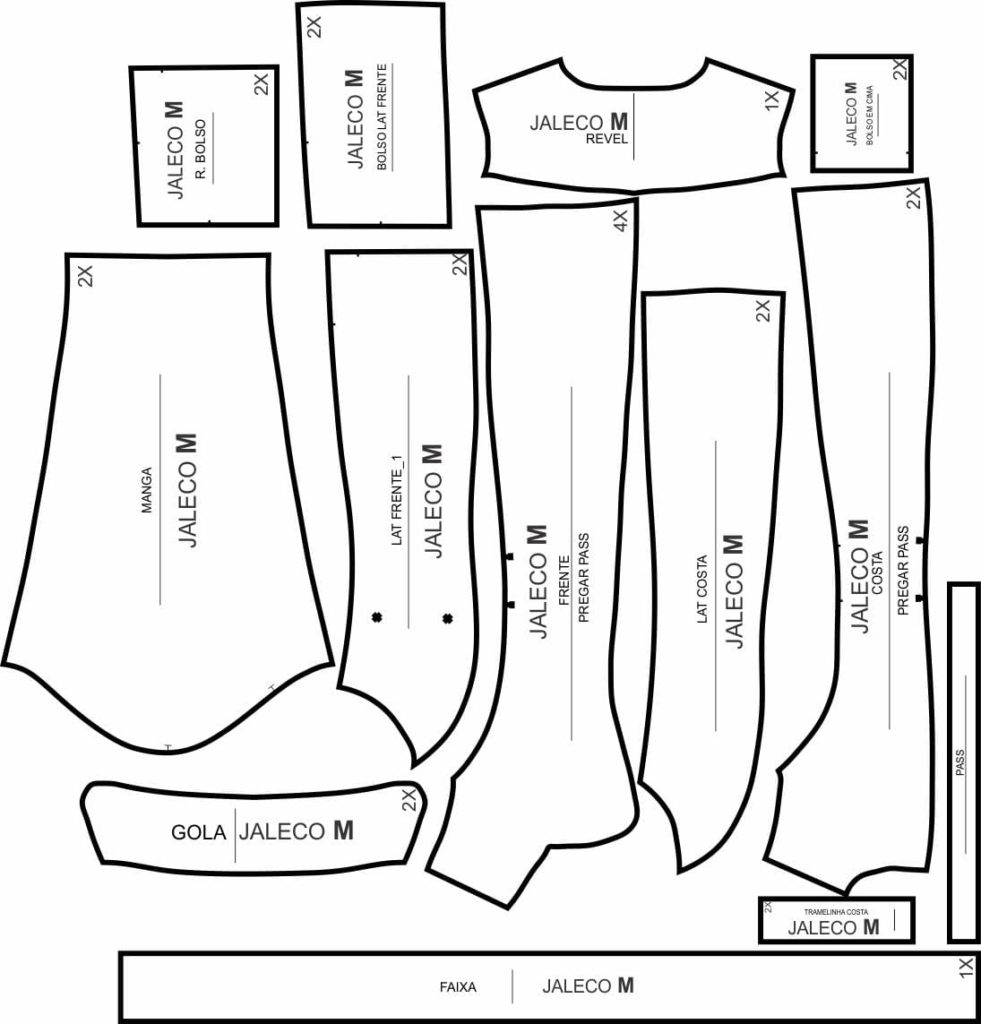 2X
JALECO M
R. BOLSO
2X
JALECO M
BOLSO LAT FRENTE
1X
JALECO M
REVEL
2X
JALECO M
BOLSO EM CIMA
2X
MANGA
JALECO M
2X
LAT FRENTE_1
JALECO M
4X
JALECO M
FRENTE
PREGAR PASS
2X
LAT COSTA
JALECO M
2X
JALECO M
COSTA
PREGAR PASS
PASS
2X
GOLA JALECO M
2X
TRAMELINHA COSTA
JALECO M
1X
FAIXA JALECO M